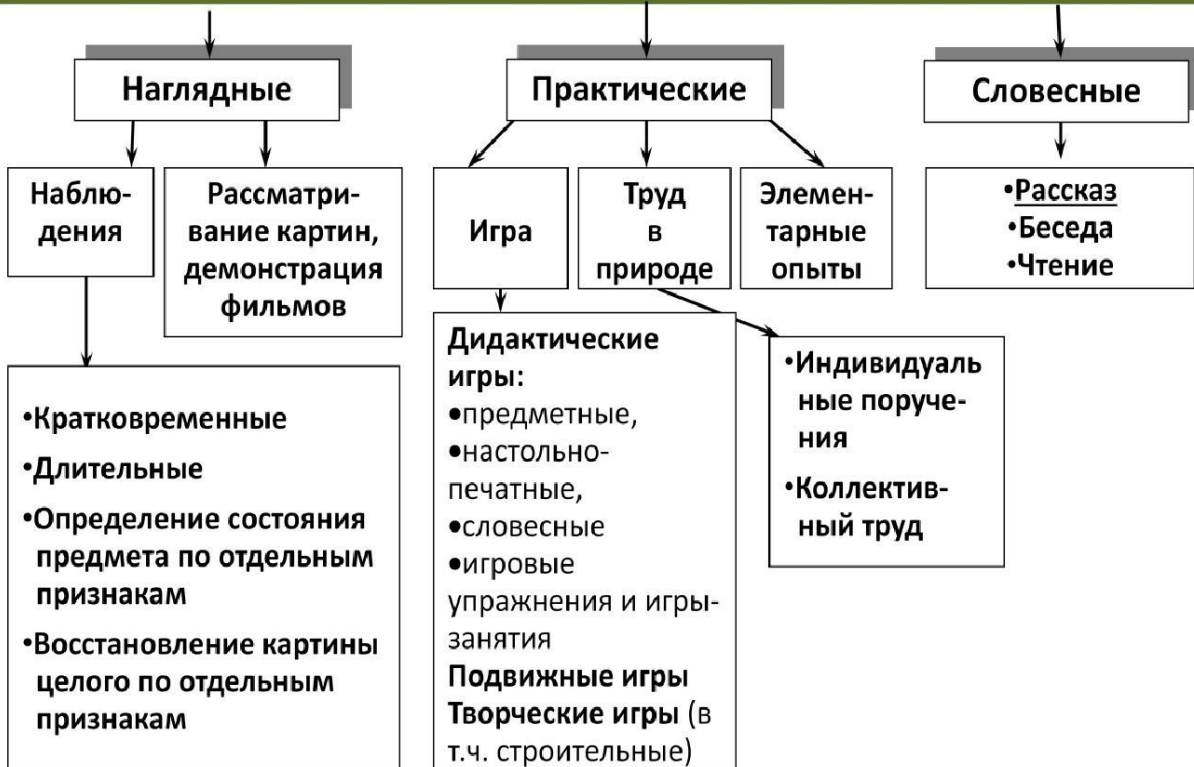 Наглядные
Практические
Словесные
Наблю-
дения
Рассматри-
вание картин,
демонстрация
фильмов
Игра
Труд
в
природе
Элемен-
тарные
опыты
•Рассказ
•Беседа
•Чтение
•Кратковременные
•Длительные
•Определение состояния
предмета по отдельным
признакам
•Восстановление картины
целого по отдельным
признакам
Дидактические
игры:
•предметные,
•настольно-
печатные,
•словесные
•игровые
упражнения и игры-
занятия
Подвижные игры
Творческие игры (в
т.ч. строительные)
•Индивидуаль
ные поруче-
ния
•Коллектив-
ный труд